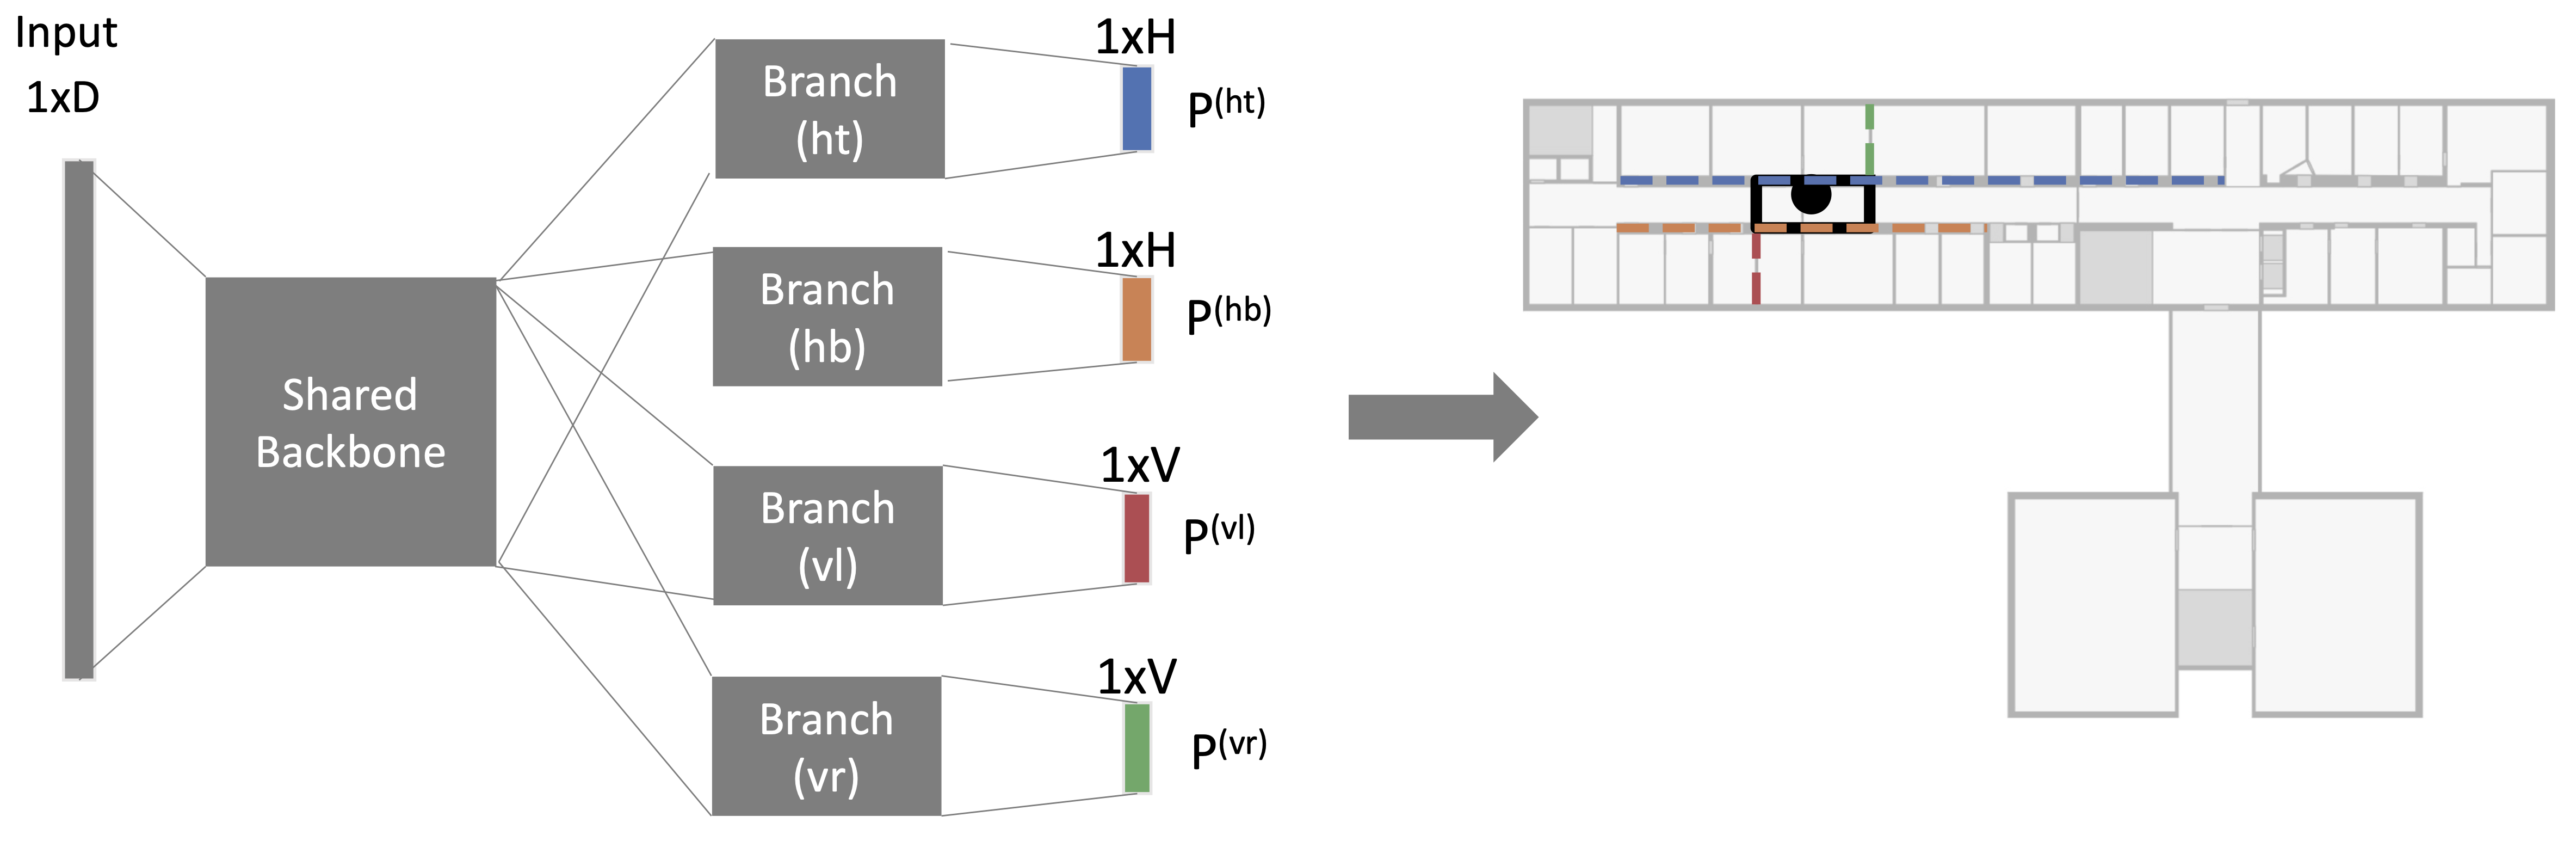 Input
1xD
Shared
Backbone
Branch
(ht)
1xH
P(ht)
Branch
(hb)
1xH
P(hb)
Branch
(vl)
1xV
P(vl)
Branch
(vr)
1xV
P(vr)